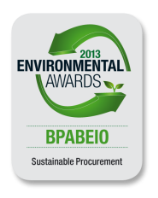 2013
ENVIRONMENTAL
AWARDS
BPABEIO
Sustainable Procurement